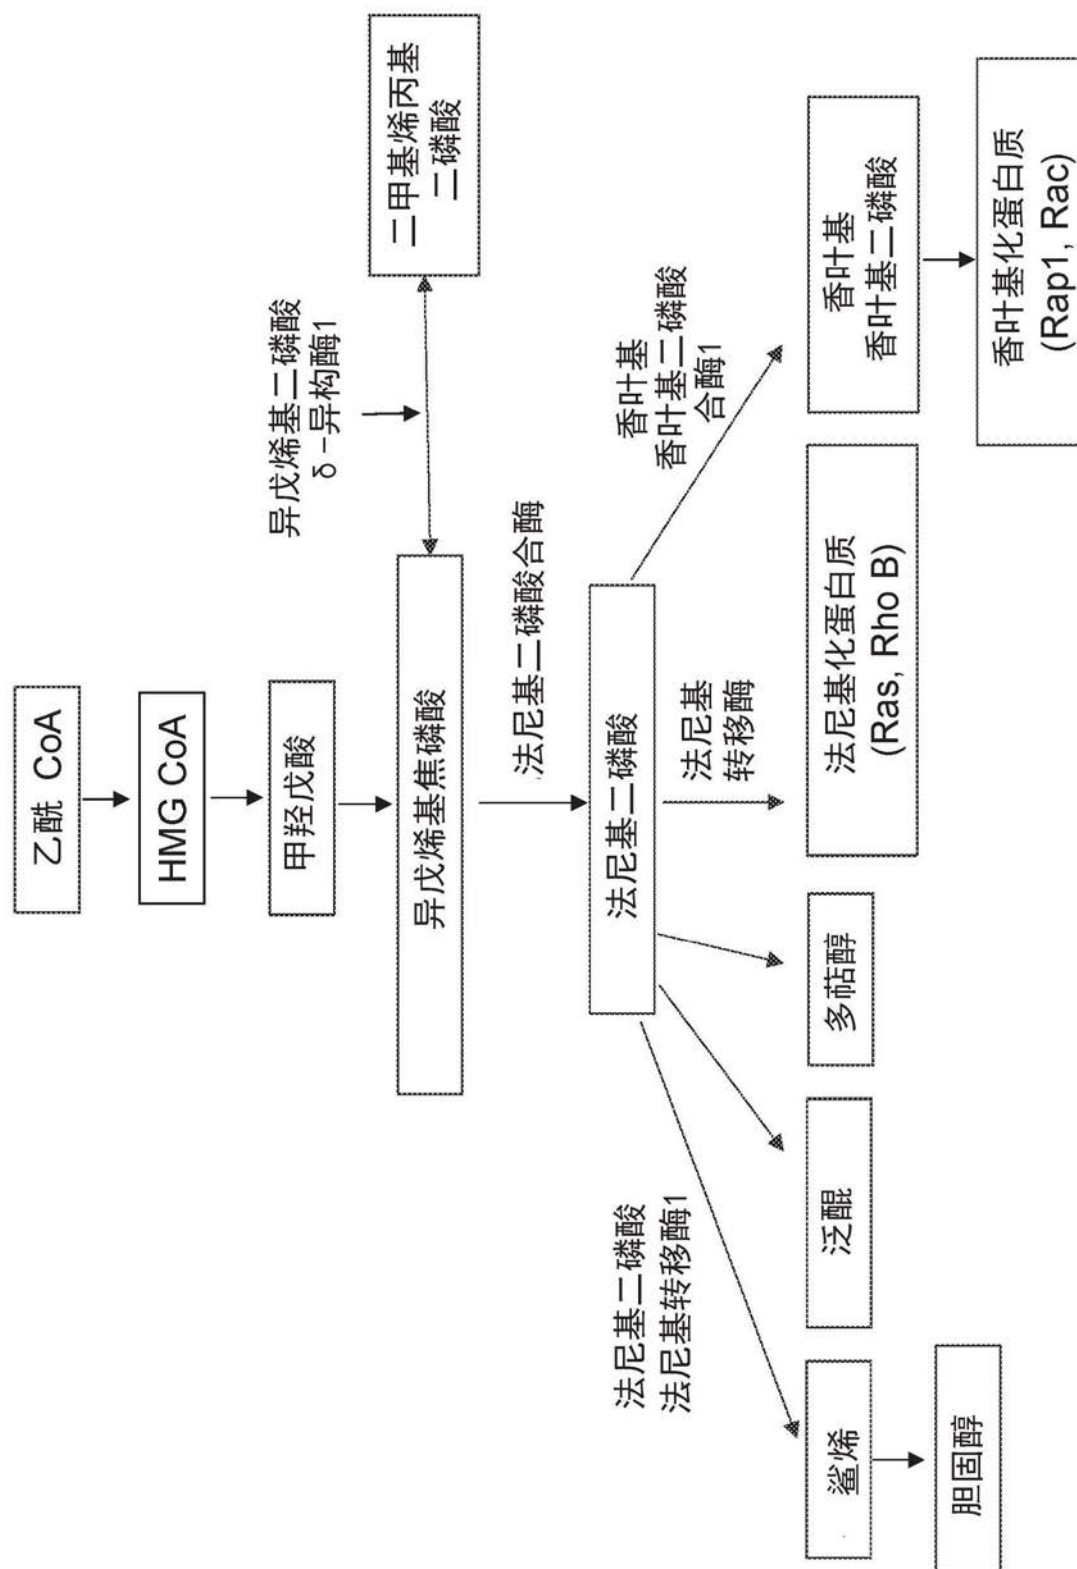 乙酰 CoA
HMG CoA
甲羟戊酸
异戊烯基焦磷酸
异戊烯基二磷酸
δ-异构酶1
二甲基烯丙基
二磷酸
法尼基二磷酸合酶
法尼基二磷酸
法尼基二磷酸
法尼基转移酶1
法尼基
转移酶
香叶基
香叶基二磷酸
合酶1
鲨烯
泛醌
多萜醇
法尼基化蛋白质
(Ras, Rho B)
香叶基
香叶基二磷酸
胆固醇
香叶基化蛋白质
(Rap1, Rac)